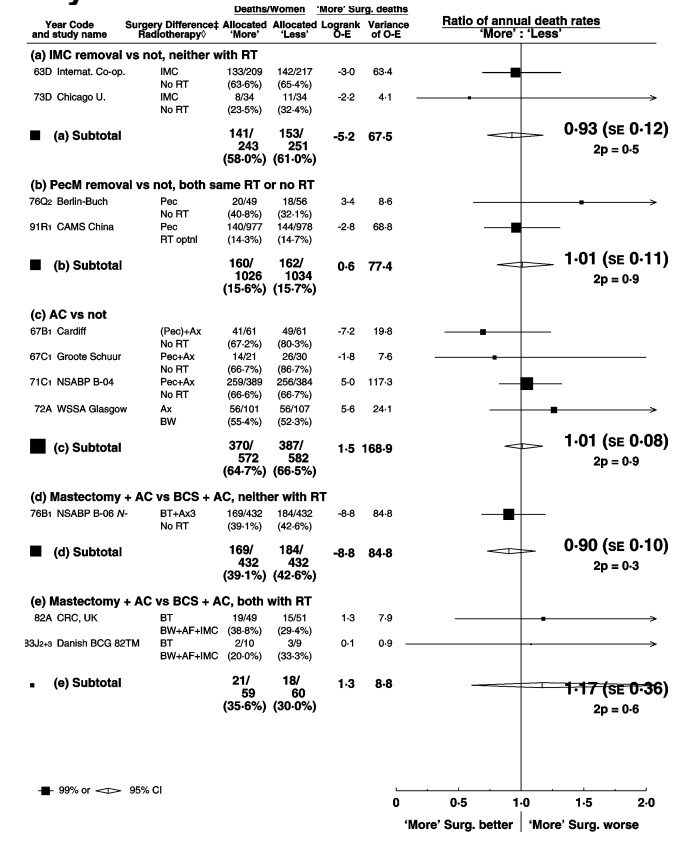 Deaths/Women 'More' Surg. deaths
Year Code Surgery Difference‡ Allocated Allocated Logrank Variance Ratio of annual death rates
and study name Radiotherapy◊ 'More' 'Less' O-E of O-E 'More' : 'Less'
(a) IMC removal vs not, neither with RT
63D Internat. Co-op. IMC 133/209 142/217 -3·0 63·4
No RT (63·6%) (65·4%)
73D Chicago U. IMC 8/34 11/34 -2·2 4·1
No RT (23·5%) (32·4%)
(a) Subtotal 141/ 153/ -5·2 67·5 0·93 (SE 0·12)
243 251
(58·0%) (61·0%) 2p = 0·5
(b) PecM removal vs not, both same RT or no RT
76Q2 Berlin-Buch Pec 20/49 18/56 3·4 8·6
No RT (40·8%) (32·1%)
91R1 CAMS China Pec 140/977 144/978 -2·8 68·8
RT optnl (14·3%) (14·7%)
(b) Subtotal 160/ 162/ 0·6 77·4 1·01 (SE 0·11)
1026 1034
(15·6%) (15·7%) 2p = 0·9
(c) AC vs not
67B1 Cardiff (Pec)+Ax 41/61 49/61 -7·2 19·8
No RT (67·2%) (80·3%)
67C1 Groote Schuur Pec+Ax 14/21 26/30 -1·8 7·6
No RT (66·7%) (86·7%)
71C1 NSABP B-04 Pec+Ax 259/389 256/384 5·0 117·3
No RT (66·6%) (66·7%)
72A WSSA Glasgow Ax 56/101 56/107 5·6 24·1
BW (55·4%) (52·3%)
(c) Subtotal 370/ 387/ 1·5 168·9 1·01 (SE 0·08)
572 582
(64·7%) (66·5%) 2p = 0·9
(d) Mastectomy + AC vs BCS + AC, neither with RT
76B1 NSABP B-06 N- BT+Ax3 169/432 184/432 -8·8 84·8
No RT (39·1%) (42·6%)
(d) Subtotal 169/ 184/ -8·8 84·8 0·90 (SE 0·10)
432 432
(39·1%) (42·6%) 2p = 0·3
(e) Mastectomy + AC vs BCS + AC, both with RT
82A CRC, UK BT 19/49 15/51 1·3 7·9
BW+AF+IMC (38·8%) (29·4%)
83J2+3 Danish BCG 82TM BT 2/10 3/9 0·1 0·9
BW+AF+IMC (20·0%) (33·3%)
(e) Subtotal 21/ 18/ 1·3 8·8 1·17 (SE 0·36)
59 60
(35·6%) (30·0%) 2p = 0·6
99% or 95% CI
0 0·5 1·0 1·5 2·0
'More' Surg. better 'More' Surg. worse